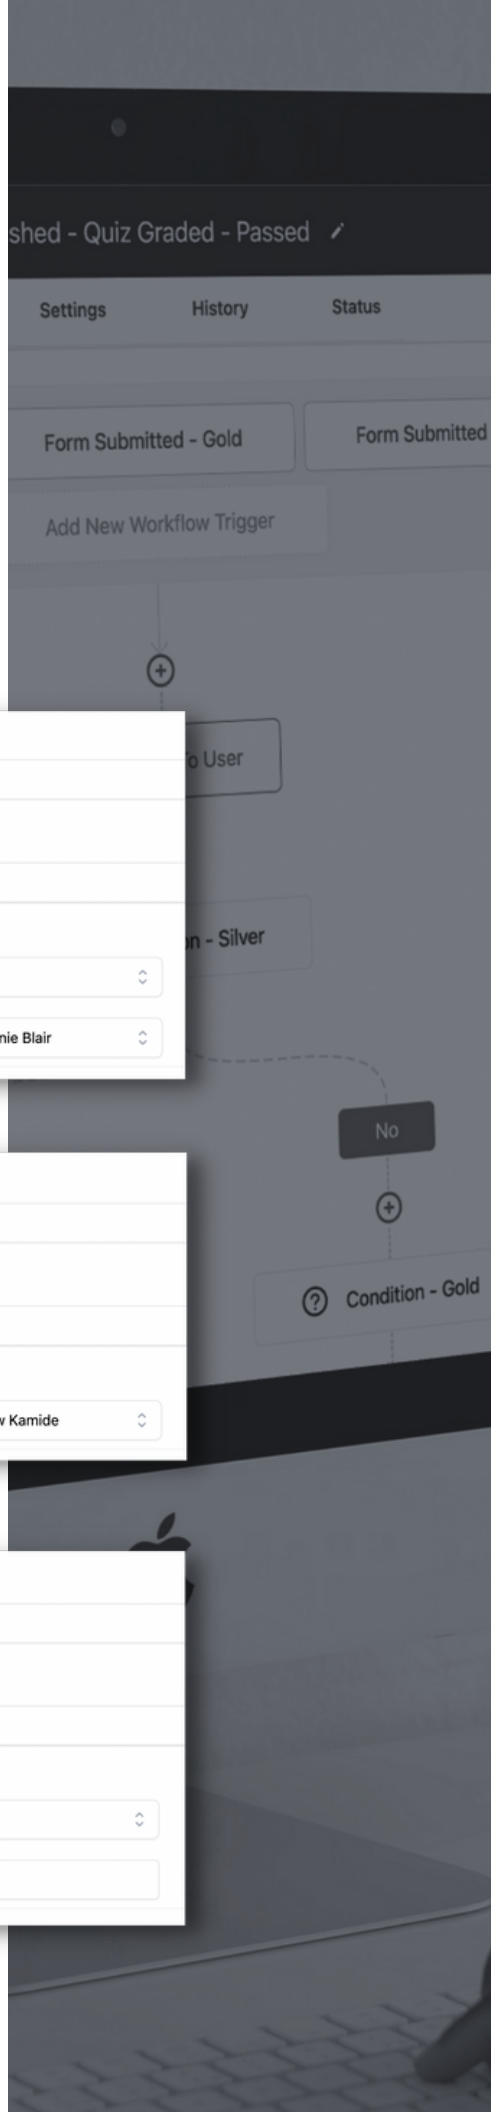 shed - Quiz Graded - Passed
Settings History Status
Form Submitted - Gold Form Submitted
Add New Workflow Trigger
o User
on - Silver
nie Blair
No
Condition - Gold
w Kamide